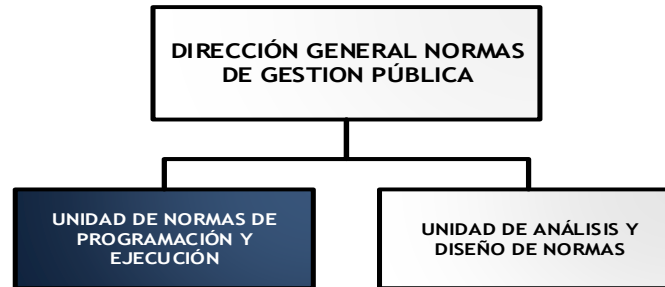 DIRECCIÓN GENERAL NORMAS
DE GESTION PÚBLICA
UNIDAD DE NORMAS DE
PROGRAMACIÓN Y
EJECUCIÓN
UNIDAD DE ANÁLISIS Y
DISEÑO DE NORMAS